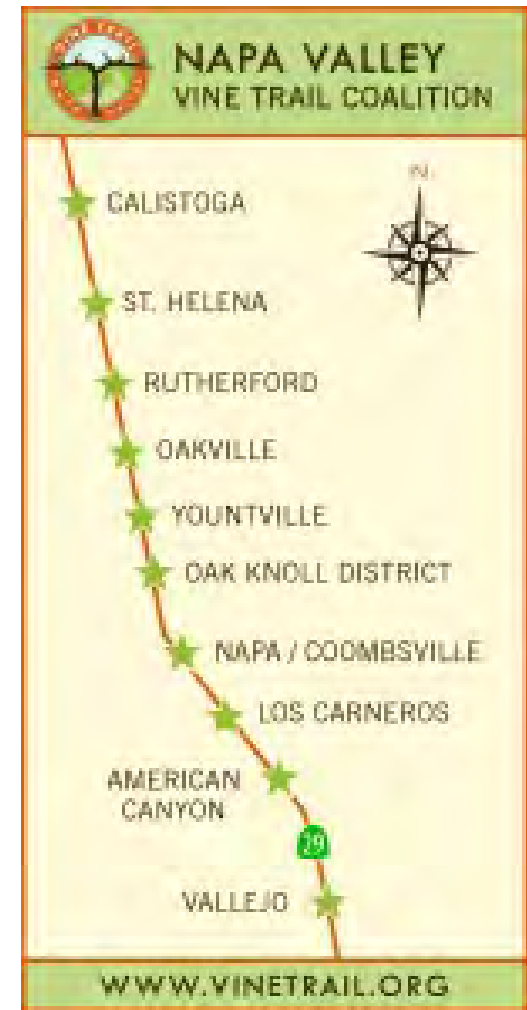 NAPA VALLEY
VINE TRAIL COALITION
N.
CALISTOGA
ST. HELENA
RUTHERFORD
OAKVILLE
YOUNTVILLE
OAK KNOLL DISTRICT
NAPA / COOMBSVILLE
LOS CARNEROS
AMERICAN
CANYON
29
VALLEJO
WWW.VINETRAIL.ORG